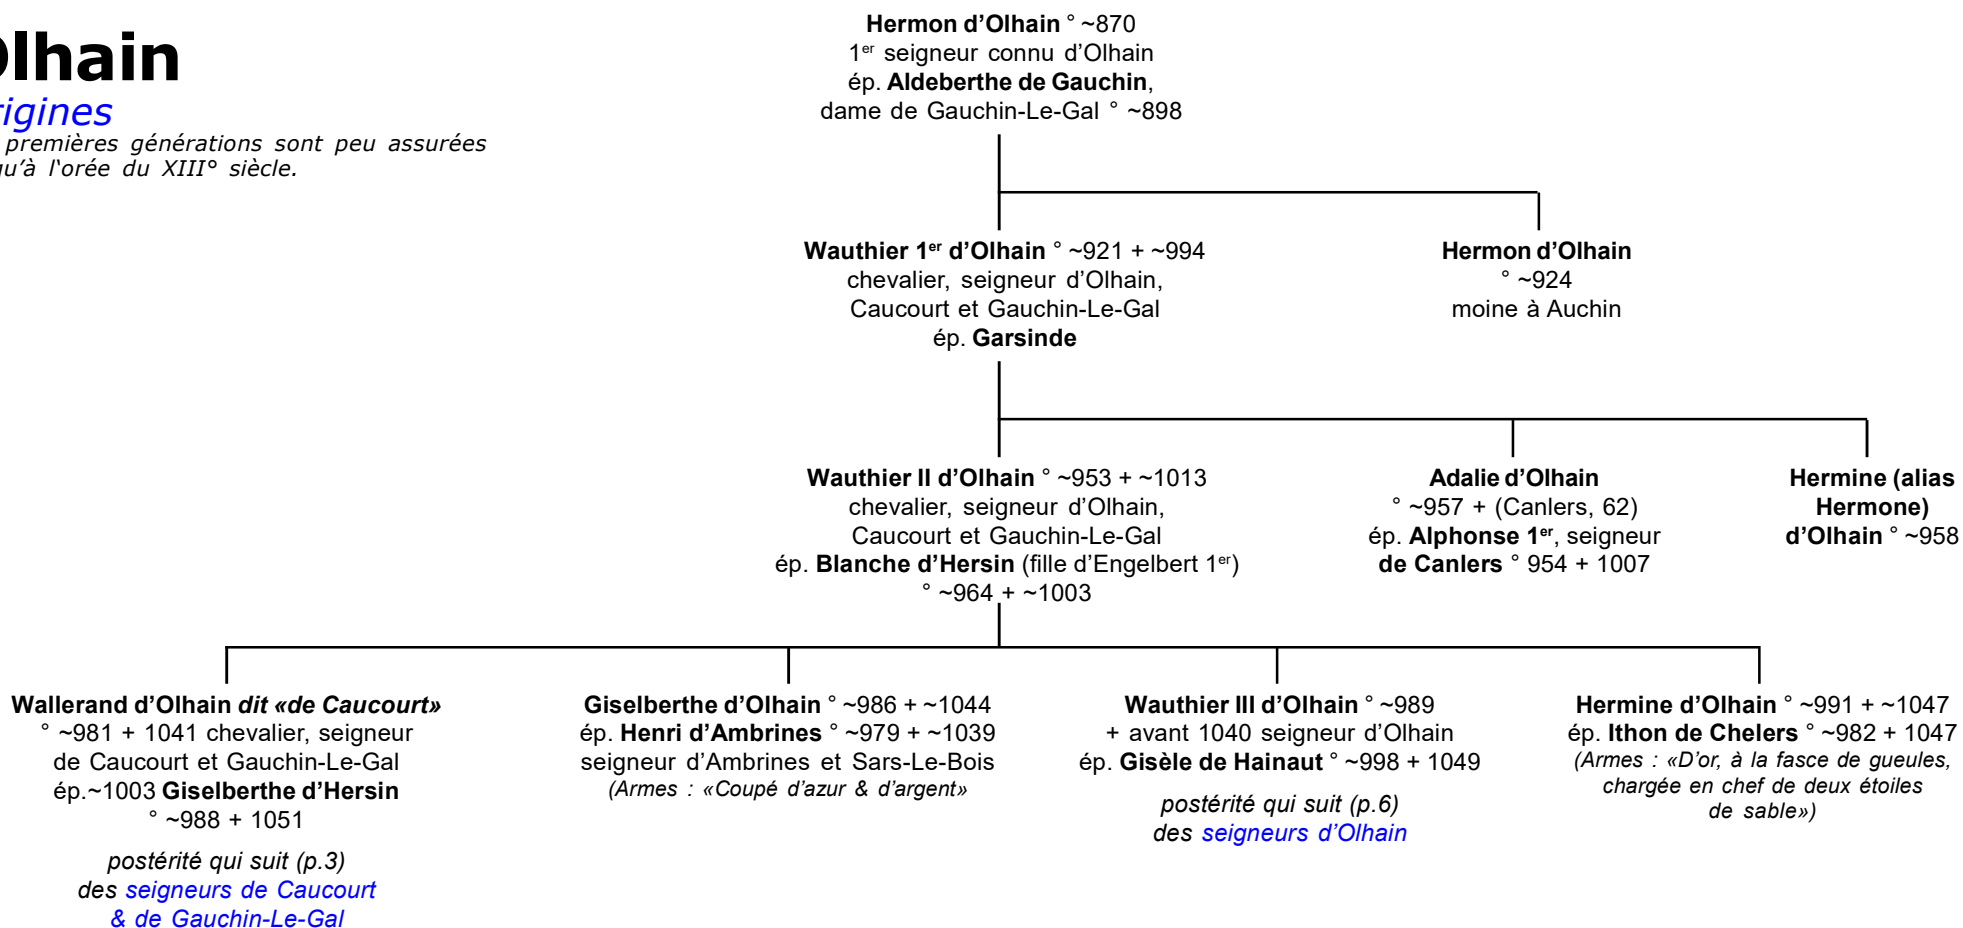 Olhain
rigines
premières générations sont peu assurées
qu'à l'orée du XIII° siècle.
Hermon d'Olhain ° ~870
1er seigneur connu d'Olhain
ép. Aldeberthe de Gauchin,
dame de Gauchin-Le-Gal ° ~898
Wauthier 1er d'Olhain ° ~921 + ~994
chevalier, seigneur d'Olhain,
Caucourt et Gauchin-Le-Gal
ép. Garsinde
Hermon d'Olhain
° ~924
moine à Auchin
Wauthier II d'Olhain ° ~953 + ~1013
chevalier, seigneur d'Olhain,
Caucourt et Gauchin-Le-Gal
ép. Blanche d'Hersin (fille d'Engelbert 1er)
° ~964 + ~1003
Adalie d'Olhain
° ~957 + (Canlers, 62)
ép. Alphonse 1er, seigneur
de Canlers ° 954 + 1007
Hermine (alias
Hermone)
d'Olhain ° ~958
Wallerand d'Olhain dit «de Caucourt»
° ~981 + 1041 chevalier, seigneur
de Caucourt et Gauchin-Le-Gal
ép.~1003 Giselberthe d'Hersin
° ~988 + 1051
postérité qui suit (p.3)
des seigneurs de Caucourt
& de Gauchin-Le-Gal
Giselberthe d'Olhain ° ~986 + ~1044
ép. Henri d'Ambrines ° ~979 + ~1039
seigneur d'Ambrines et Sars-Le-Bois
(Armes : «Coupé d'azur & d'argent»
Wauthier III d'Olhain ° ~989
+ avant 1040 seigneur d'Olhain
ép. Gisèle de Hainaut ° ~998 + 1049
postérité qui suit (p.6)
des seigneurs d'Olhain
Hermine d'Olhain ° ~991 + ~1047
ép. Ithon de Chelers ° ~982 + 1047
(Armes : «D'or, à la fasce de gueules,
chargée en chef de deux étoiles
de sable»)